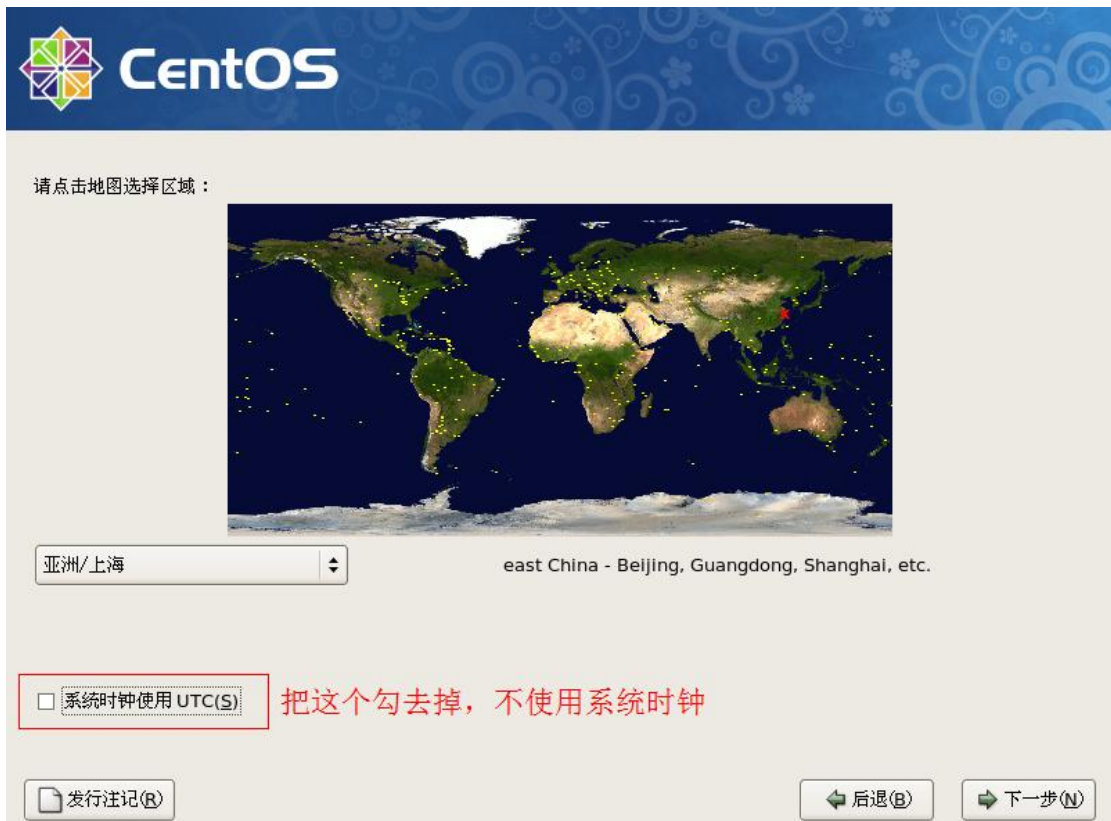 CentOS
请点击地图选择区域：
亚洲/上海
east China - Beijing, Guangdong, Shanghai, etc.
系统时钟使用 UTC(S)
把这个勾去掉，不使用系统时钟
发行注记(R)
后退(B)
下一步(N)